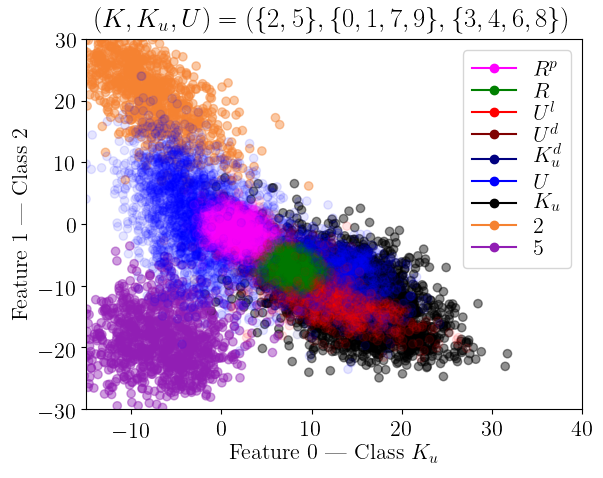 (K, K_u, U) = ({2, 5}, {0, 1, 7, 9}, {3, 4, 6, 8})
30
20
10
0
−10
−20
−30
Feature 1 — Class 2
R^p
R
U^l
U^d
K_u^d
U
K_u
2
5
−10
0
10
20
30
40
Feature 0 — Class K_u